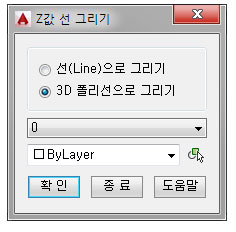 Z값 선 그리기
선(Line)으로 그리기
3D 폴리선으로 그리기
0
ByLayer
확 인 종 료 도움말